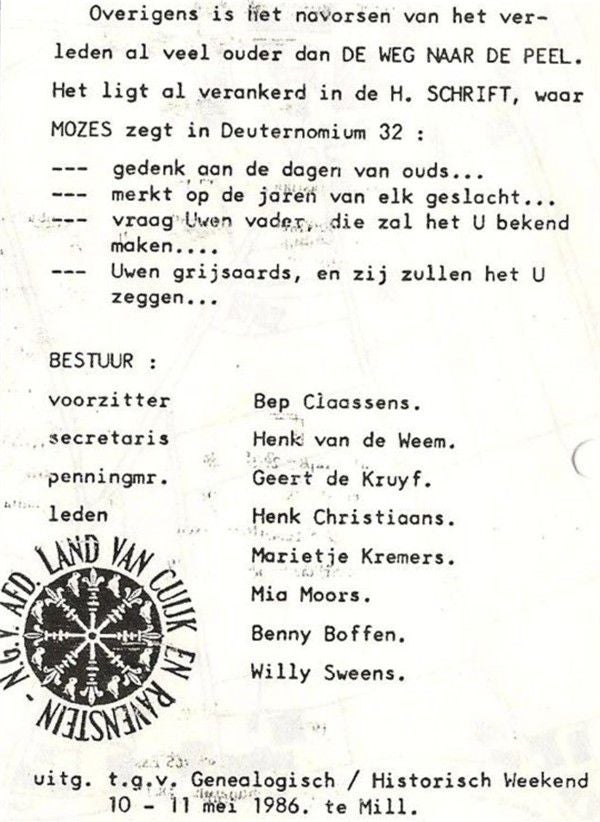 Overigens is het navorsen van het ver-
leden al veel ouder dan DE WEG NAAR DE PEEL.
Het ligt al verankerd in de H. SCHRIFT, waar
MOZES zegt in Deuternomium 32 :
--- gedenk aan de dagen van ouds...
--- merkt op de jaren van elk geslacht...
--- vraag Uwen vader, die zal het U bekend
maken....
--- Uwen grijsaards, en zij zullen het U
zeggen...
BESTUUR :
voorzitter Bep Claassens.
secretaris Henk van de Weem.
penningmr. Geert de Kruyf.
leden Henk Christiaans.
Marietje Kremers.
Mia Moors.
Benny Boffen.
Willy Sweens.
N.G.V. AFD. LAND VAN CUIJK EN RAVENSTEIN -
uitg. t.g.v. Genealogisch / Historisch Weekend
10 - 11 mei 1986. te Mill.